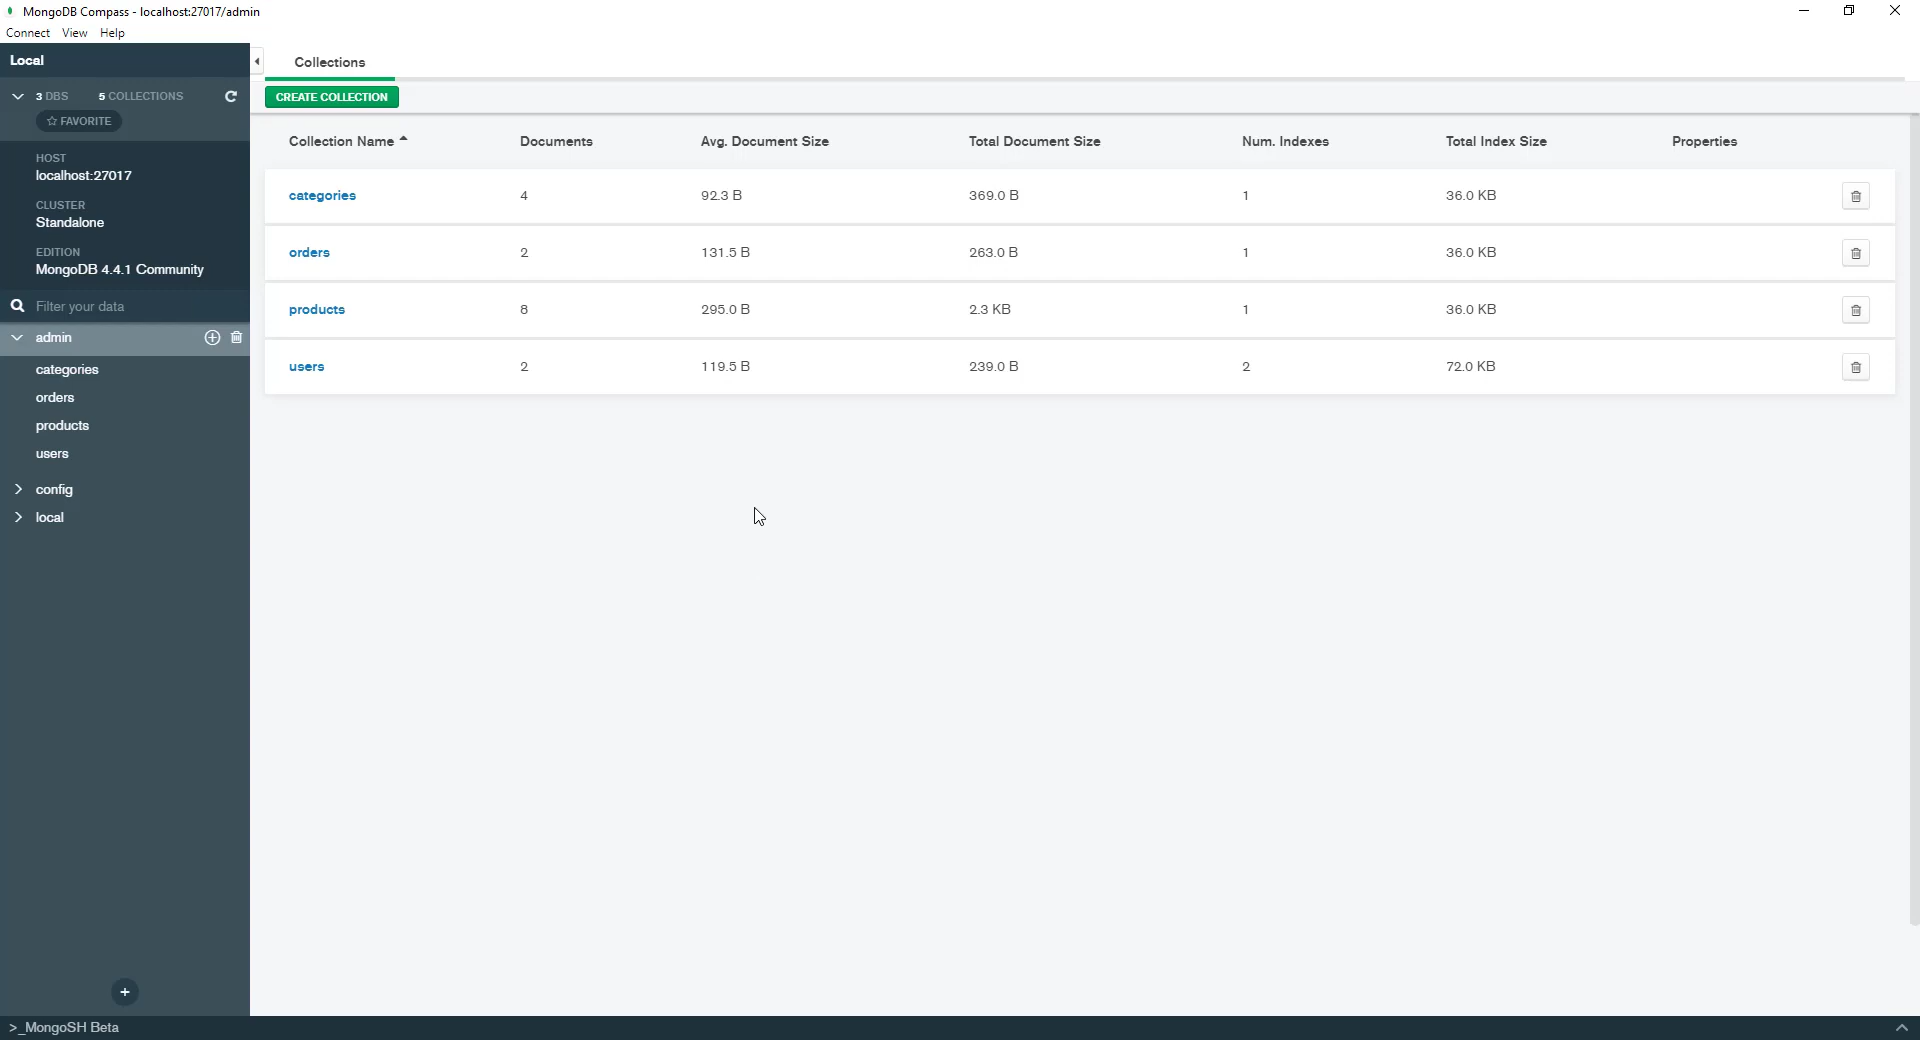 MongoDB Compass - localhost:27017/admin
Connect View Help
Local
3 DBS 5 COLLECTIONS
FAVORITE
HOST
localhost:27017
CLUSTER
Standalone
EDITION
MongoDB 4.4.1 Community
Filter your data
admin
categories
orders
products
users
config
local
Collections
CREATE COLLECTION
Collection Name Documents Avg. Document Size Total Document Size Num. Indexes Total Index Size Properties
categories 4 92.3 B 369.0 B 1 36.0 KB
orders 2 131.5 B 263.0 B 1 36.0 KB
products 8 295.0 B 2.3 KB 1 36.0 KB
users 2 119.5 B 239.0 B 2 72.0 KB
>_MongoSH Beta